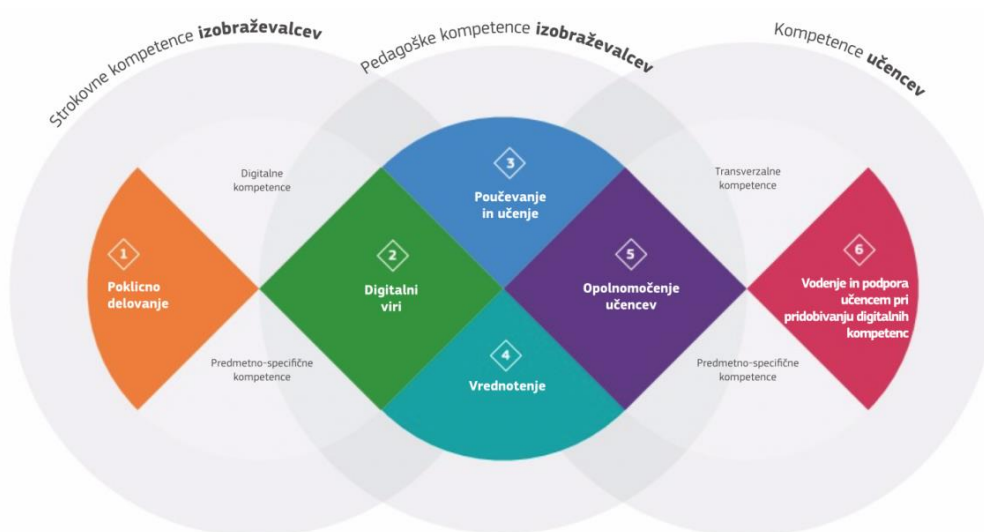 Strokovne kompetence izobraževalcev
Pedagoške kompetence izobraževalcev
Kompetence učencev
Digitalne
kompetence
Transverzalne
kompetence
1
Poklicno
delovanje
2
Digitalni
viri
3
Poučevanje
in učenje
4
Vrednotenje
5
Opolnomočenje
učencev
6
Vodenje in podpora
učencem pri
pridobivanju digitalnih
kompetenc
Predmetno-specifične
kompetence
Predmetno-specifične
kompetence